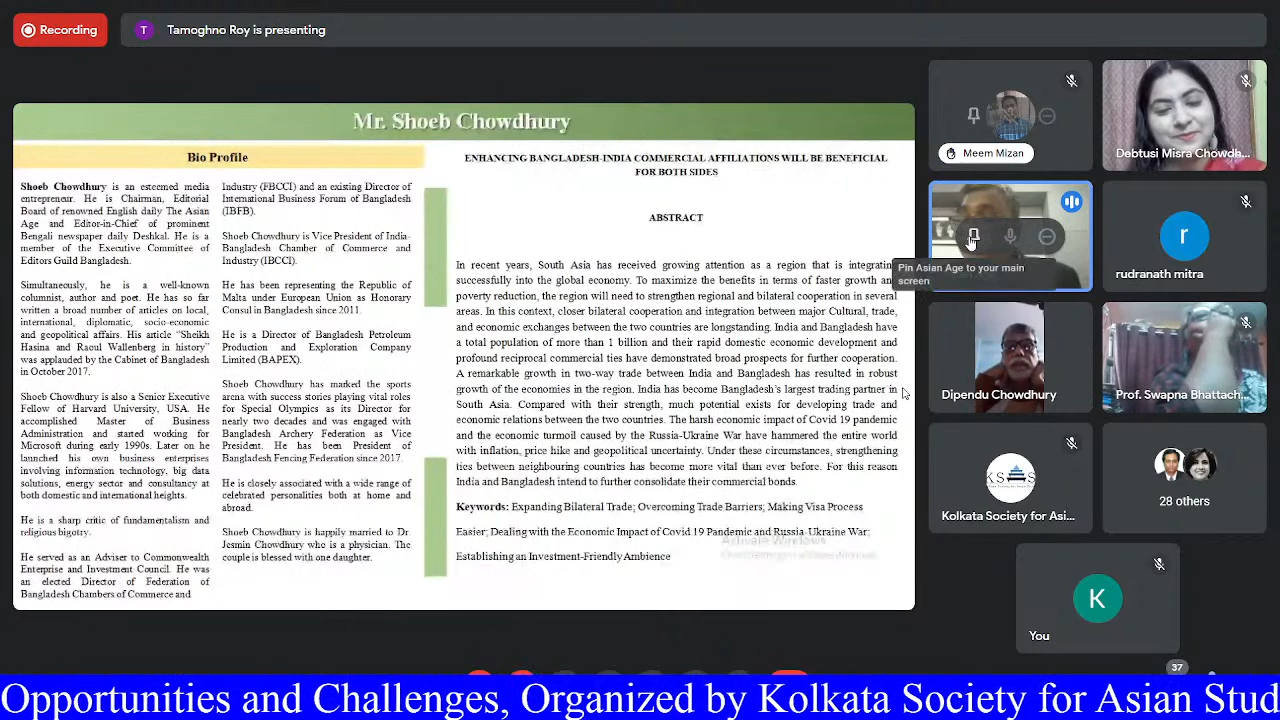 Recording
T Tamoghno Roy is presenting
Mr. Shoeb Chowdhury
Bio Profile
Shoeb Chowdhury is an esteemed media
entrepreneur. He is Chairman, Editorial
Board of renowned English daily The Asian
Age and Editor-in-Chief of prominent
Bengali newspaper daily Deshkal. He is a
member of the Executive Committee of
Editors Guild Bangladesh.
Simultaneously, he is a well-known
columnist, author and poet. He has so far
written a broad number of articles on local,
international, diplomatic, socio-economic
and geopolitical affairs. His article “Sheikh
Hasina and Raoul Wallenberg in history”
was applauded by the Cabinet of Bangladesh
in October 2017.
Shoeb Chowdhury is also a Senior Executive
Fellow of Harvard University, USA. He
accomplished Master of Business
Administration and started working for
Microsoft during early 1990s. Later on he
launched his own business enterprises
involving information technology, big data
solutions, energy sector and consultancy at
both domestic and international heights.
He is a sharp critic of fundamentalism and
religious bigotry.
He served as an Adviser to Commonwealth
Enterprise and Investment Council. He was
an elected Director of Federation of
Bangladesh Chambers of Commerce and
Industry (FBCCI) and an existing Director of
International Business Forum of Bangladesh
(IBFB).
Shoeb Chowdhury is Vice President of India-
Bangladesh Chamber of Commerce and
Industry (IBCCI).
He has been representing the Republic of
Malta under European Union as Honorary
Consul in Bangladesh since 2011.
He is a Director of Bangladesh Petroleum
Production and Exploration Company
Limited (BAPEX).
Shoeb Chowdhury has marked the sports
arena with success stories playing vital roles
for Special Olympics as its Director for
nearly two decades and was engaged with
Bangladesh Archery Federation as Vice
President. He has been President of
Bangladesh Fencing Federation since 2017.
He is closely associated with a wide range of
celebrated personalities both at home and
abroad.
Shoeb Chowdhury is happily married to Dr.
Jesmin Chowdhury who is a physician. The
couple is blessed with one daughter.
ENHANCING BANGLADESH-INDIA COMMERCIAL AFFILIATIONS WILL BE BENEFICIAL
FOR BOTH SIDES
ABSTRACT
In recent years, South Asia has received growing attention as a region that is integratin
successfully into the global economy. To maximize the benefits in terms of faster growth an
poverty reduction, the region will need to strengthen regional and bilateral cooperation in several
areas. In this context, closer bilateral cooperation and integration between major Cultural, trade,
and economic exchanges between the two countries are longstanding. India and Bangladesh have
a total population of more than 1 billion and their rapid domestic economic development and
profound reciprocal commercial ties have demonstrated broad prospects for further cooperation.
A remarkable growth in two-way trade between India and Bangladesh has resulted in robust
growth of the economies in the region. India has become Bangladesh’s largest trading partner in
South Asia. Compared with their strength, much potential exists for developing trade and
economic relations between the two countries. The harsh economic impact of Covid 19 pandemic
and the economic turmoil caused by the Russia-Ukraine War have hammered the entire world
with inflation, price hike and geopolitical uncertainty. Under these circumstances, strengthening
ties between neighbouring countries has become more vital than ever before. For this reason
India and Bangladesh intend to further consolidate their commercial bonds.
Keywords: Expanding Bilateral Trade; Overcoming Trade Barriers; Making Visa Process
Easier; Dealing with the Economic Impact of Covid 19 Pandemic and Russia-Ukraine War;
Establishing an Investment-Friendly Ambience
Activate Windows
Meem Mizan
Debtusi Misra Chowdh...
Pin Asian Age to your main
screen
r
rudranath mitra
Dipendu Chowdhury
Prof. Swapna Bhattach...
KSAS
Kolkata Society for Asi...
28 others
K
You
37
Opportunities and Challenges, Organized by Kolkata Society for Asian Stud